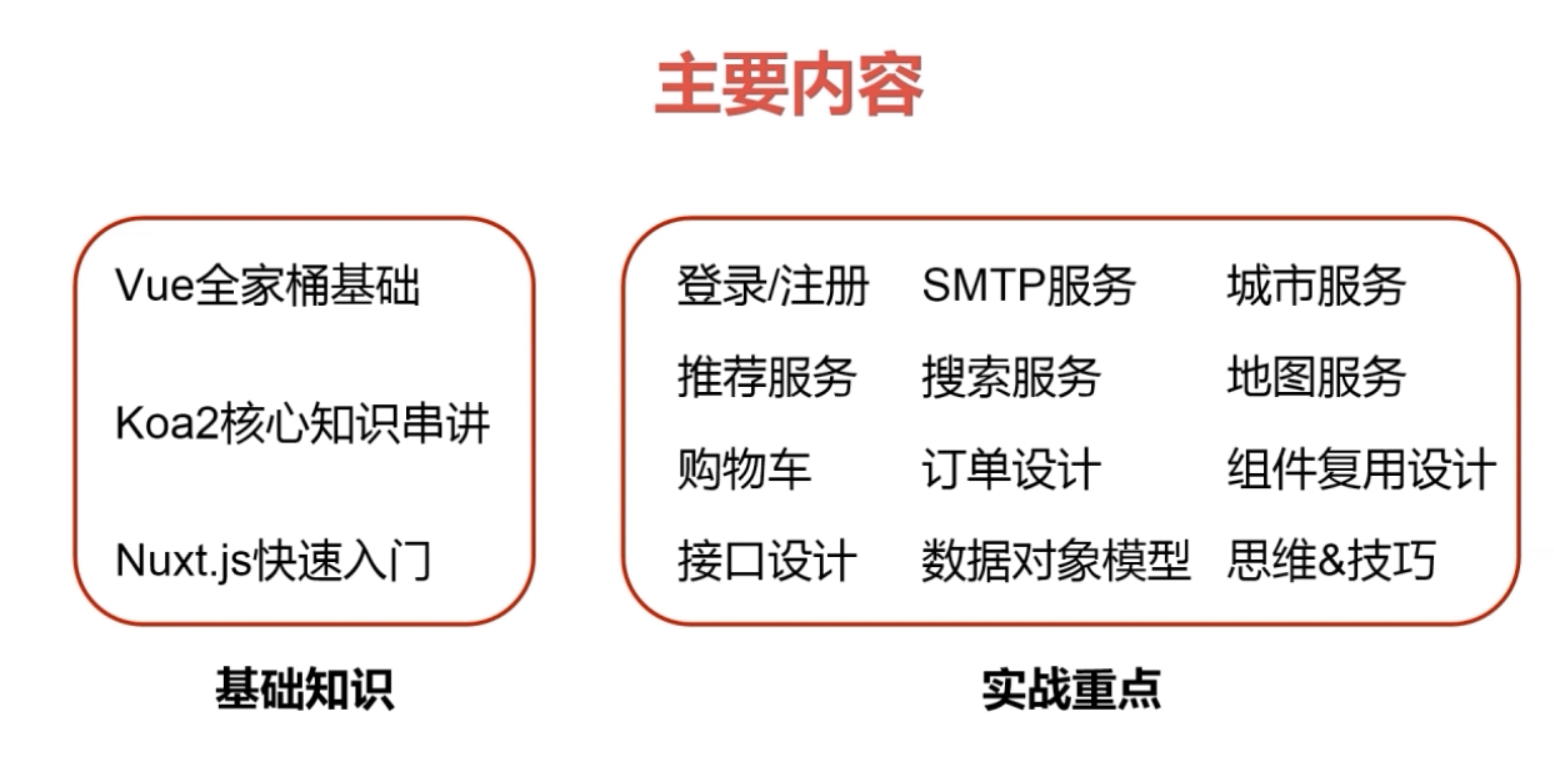 主要内容
Vue全家桶基础
Koa2核心知识串讲
Nuxt.js快速入门
基础知识
登录/注册 SMTP服务 城市服务
推荐服务 搜索服务 地图服务
购物车 订单设计 组件复用设计
接口设计 数据对象模型 思维&技巧
实战重点